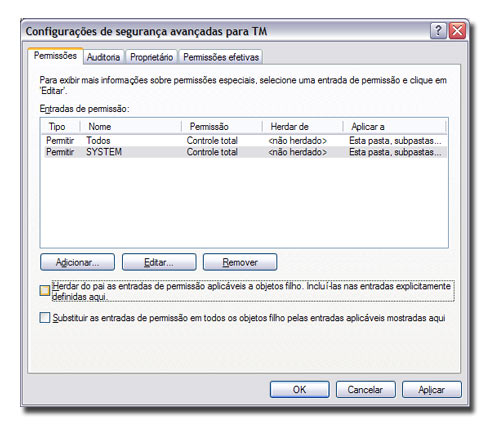 Configurações de segurança avançadas para TM
Permissões Auditoria Proprietário Permissões efetivas
Para exibir mais informações sobre permissões especiais, selecione uma entrada de permissão e clique em
'Editar'.
Entradas de permissão:
Tipo Nome Permissão Herdar de Aplicar a
Permitir Todos Controle total <não herdado> Esta pasta, subpastas...
Permitir SYSTEM Controle total <não herdado> Esta pasta, subpastas...
Adicionar... Editar... Remover
Herdar do pai as entradas de permissão aplicáveis a objetos filho. Incluí-las nas entradas explicitamente
definidas aqui.
Substituir as entradas de permissão em todos os objetos filho pelas entradas aplicáveis mostradas aqui
OK Cancelar Aplicar